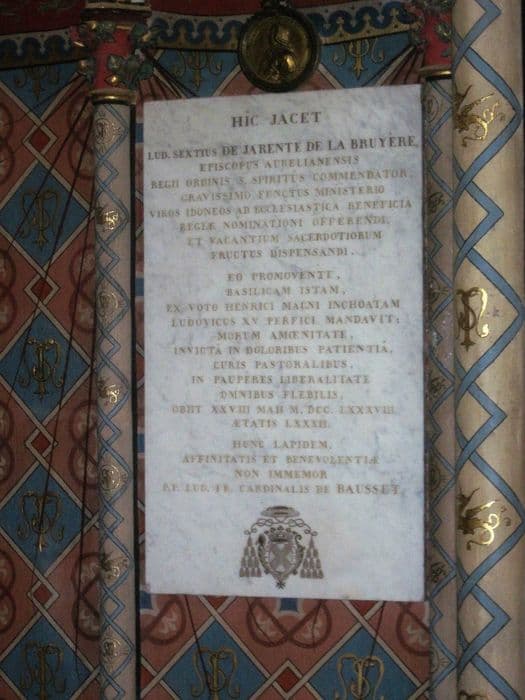 HIC JACET
LUD. SEXTIUS DE JARENTE DE LA BRUYERE,
EPISCOPUS AURELIANENSIS
REGII ORDINIS S. SPIRITUS COMMENDATOR,
GRAVISSIMO FUNCTUS MINISTERIO
VIROS IDONEOS AD ECCLESIASTICA BENEFICIA
REGIÆ NOMINATIONI OFFERENDI,
ET VACANTIUM SACERDOTIORUM
FRUCTUS DISPENSANDI.
EO PROMOVENTE,
BASILICAM ISTAM,
EX VOTO HENRICI MAGNI INCHOATAM
LUDOVICUS XV PERFICI MANDAVIT;
MORUM AMŒNITATE,
INVICTA IN DOLORIBUS PATIENTIA,
CURIS PASTORALIBUS,
IN PAUPERES LIBERALITATE
OMNIBUS FLEBILIS,
OBIIT XXVIII MAII M. DCC. LXXXVIII.
ÆTATIS LXXXII.
HUNC LAPIDEM,
AFFINITATIS ET BENEVOLENTIÆ
NON IMMEMOR
P.P. LUD. FR. CARDINALIS DE BAUSSET.